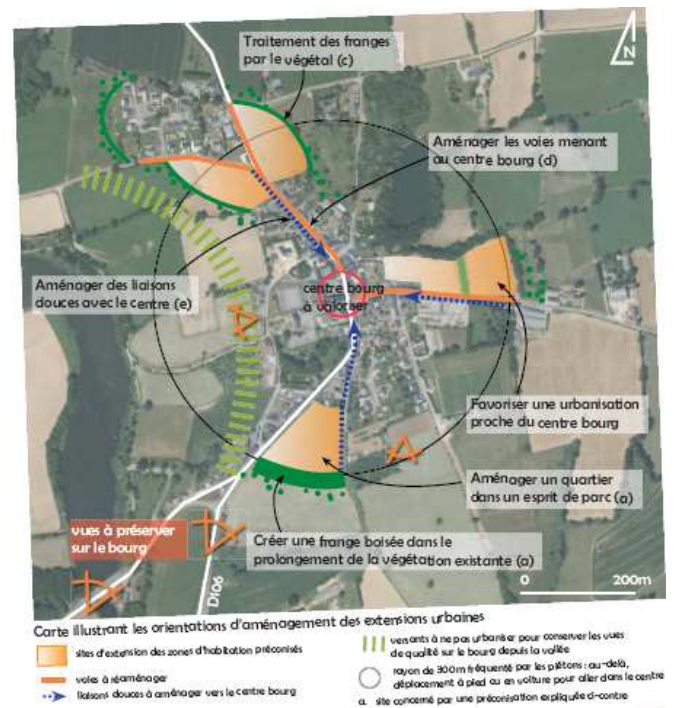 Traitement des franges
par le végétal (c)
N
Aménager les voies menant
au centre bourg (d)
Aménager des liaisons
douces avec le centre (e)
centre bourg
à valoriser
Favoriser une urbanisation
proche du centre bourg
Aménager un quartier
dans un esprit de parc (a)
vues à préserver
sur le bourg
Créer une frange boisée dans le
prolongement de la végétation existante (a)
D106
0 200m
Carte illustrant les orientations d'aménagement des extensions urbaines
sites d'extension des zones d'habitation préconisés
voies à réaménager
liaisons douces à aménager vers le centre bourg
versants à ne pas urbaniser pour conserver les vues
de qualité sur le bourg depuis la vallée
rayon de 300m fréquenté par les piétons : au-delà,
déplacement à pied ou en voiture pour aller dans le centre
a. site concerné par une préconisation expliquée ci-contre